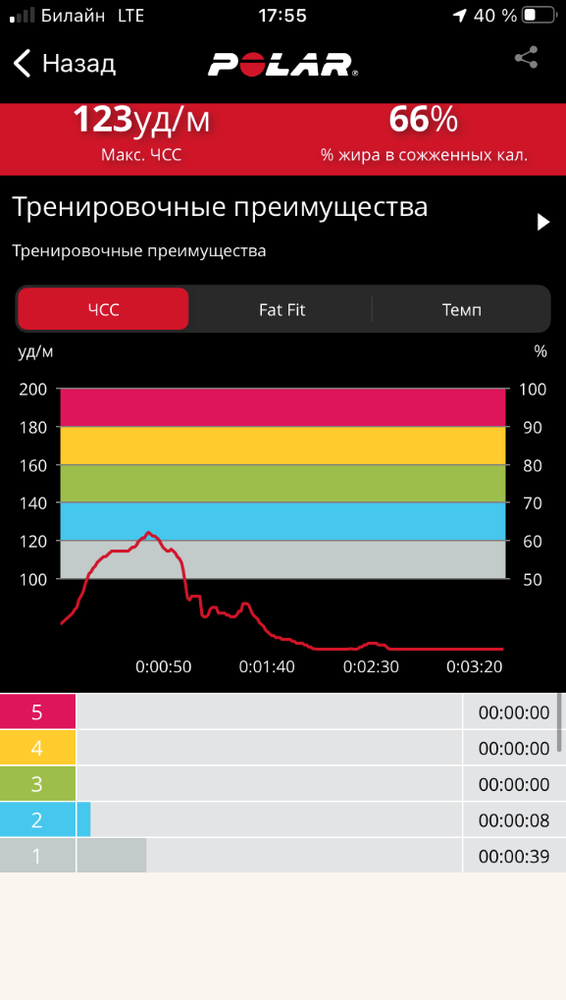 Билайн LTE 17:55 40 %
Назад POLAR®
123уд/м 66%
Макс. ЧСС % жира в сожженных кал.
Тренировочные преимущества
Тренировочные преимущества
ЧСС Fat Fit Темп
уд/м %
200 100
180 90
160 80
140 70
120 60
100 50
0:00:50 0:01:40 0:02:30 0:03:20
5 00:00:00
4 00:00:00
3 00:00:00
2 00:00:08
1 00:00:39